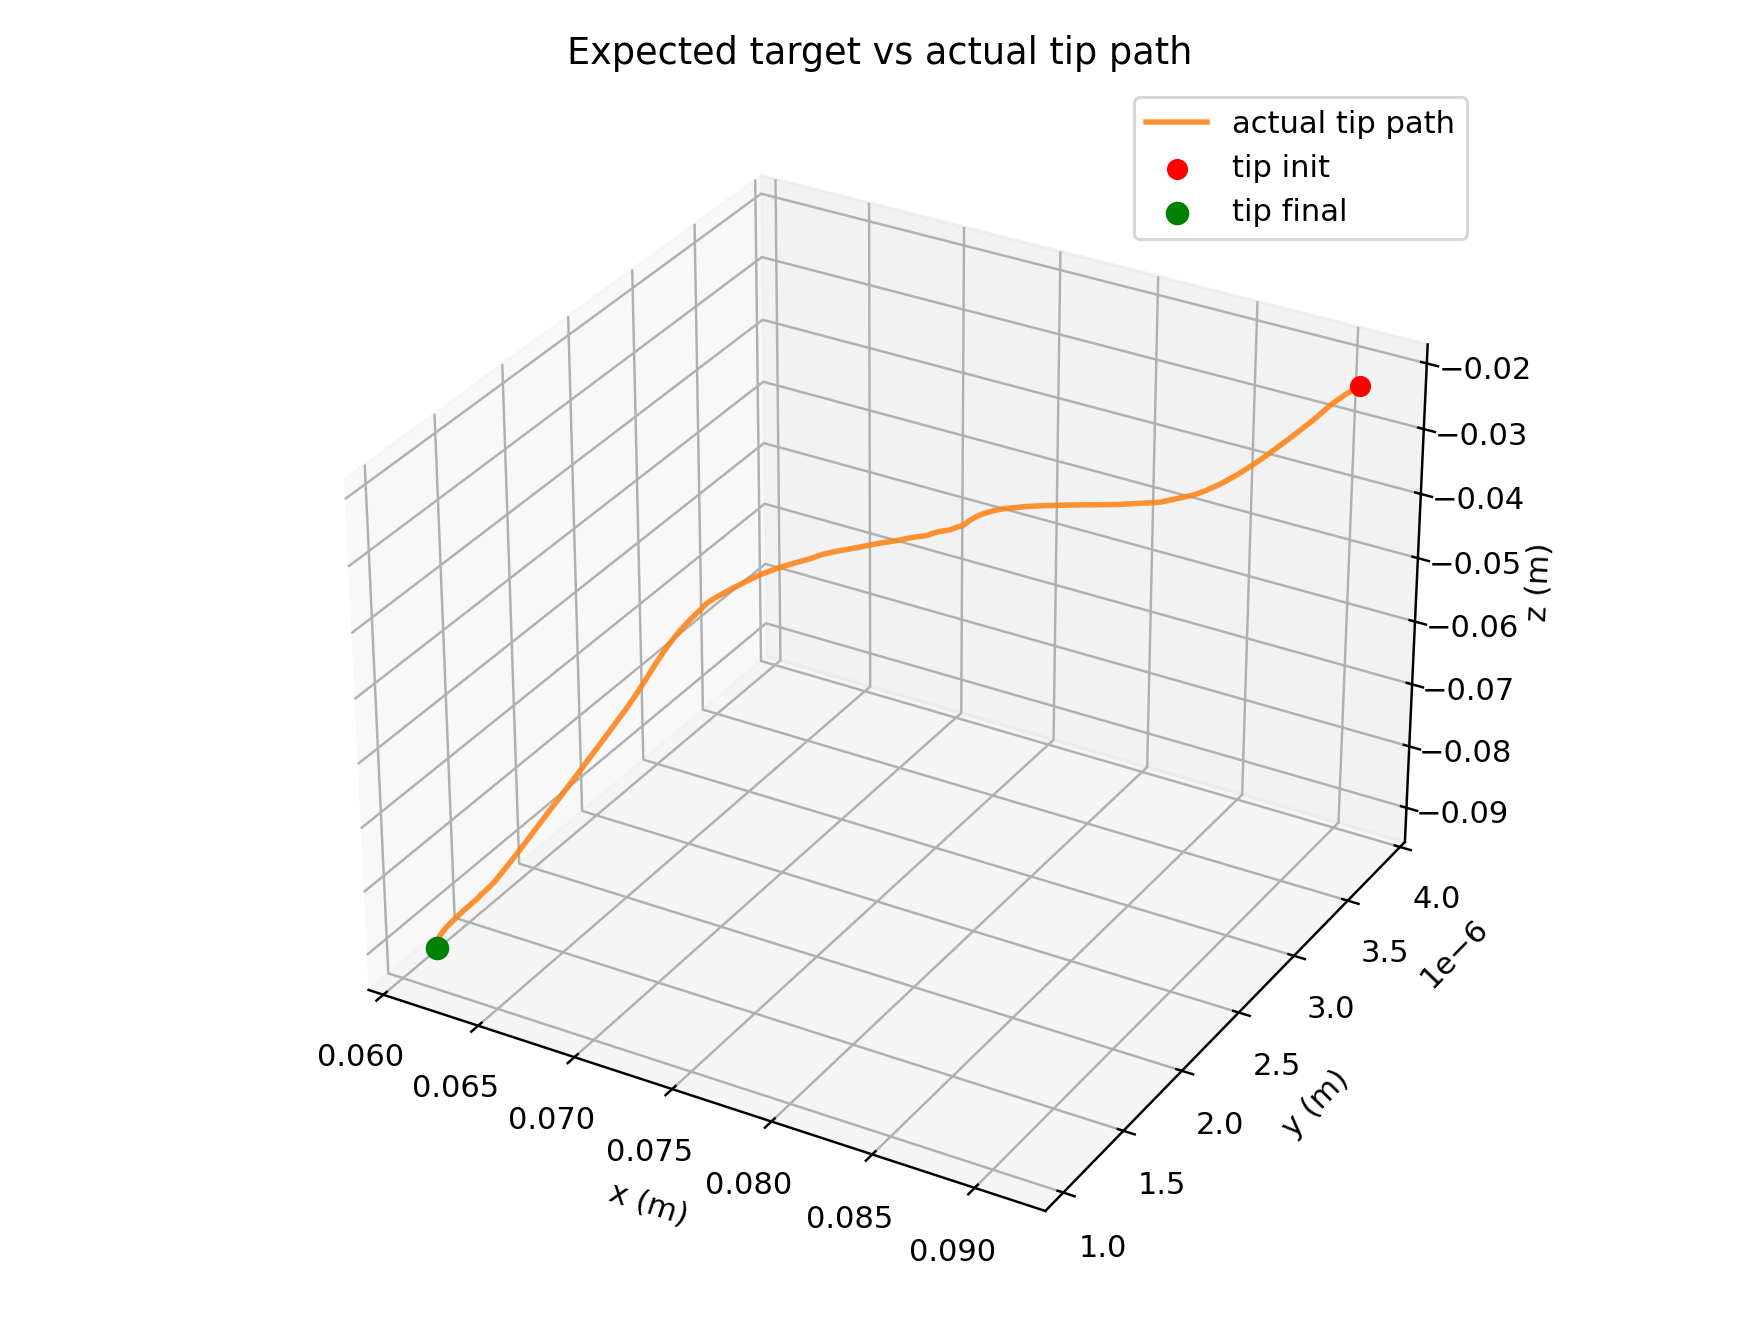 Expected target vs actual tip path
actual tip path
tip init
tip final
−0.02
−0.03
−0.04
−0.05
−0.06
−0.07
−0.08
−0.09
z (m)
4.0
3.5
3.0
2.5
2.0
1.5
1.0
1e−6
y (m)
0.060
0.065
0.070
0.075
0.080
0.085
0.090
x (m)